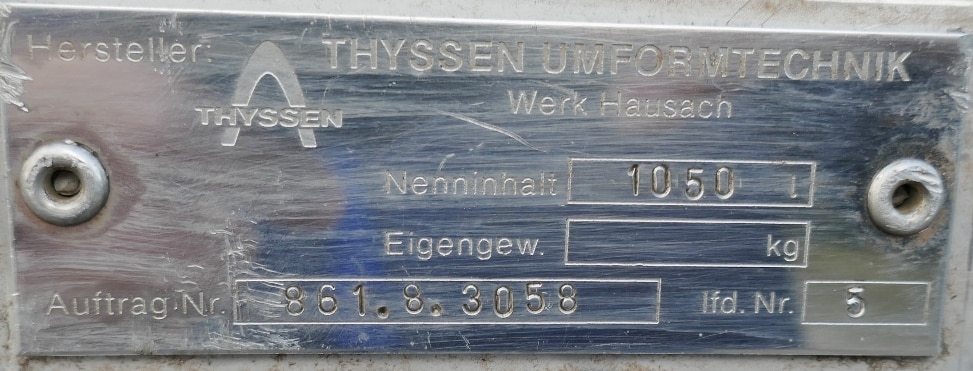 Hersteller: THYSSEN THYSSEN UMFORMTECHNIK
Werk Hausach
Nenninhalt 1050 l
Eigengew. kg
Auftrag Nr. 861.8.3058 lfd. Nr. 5